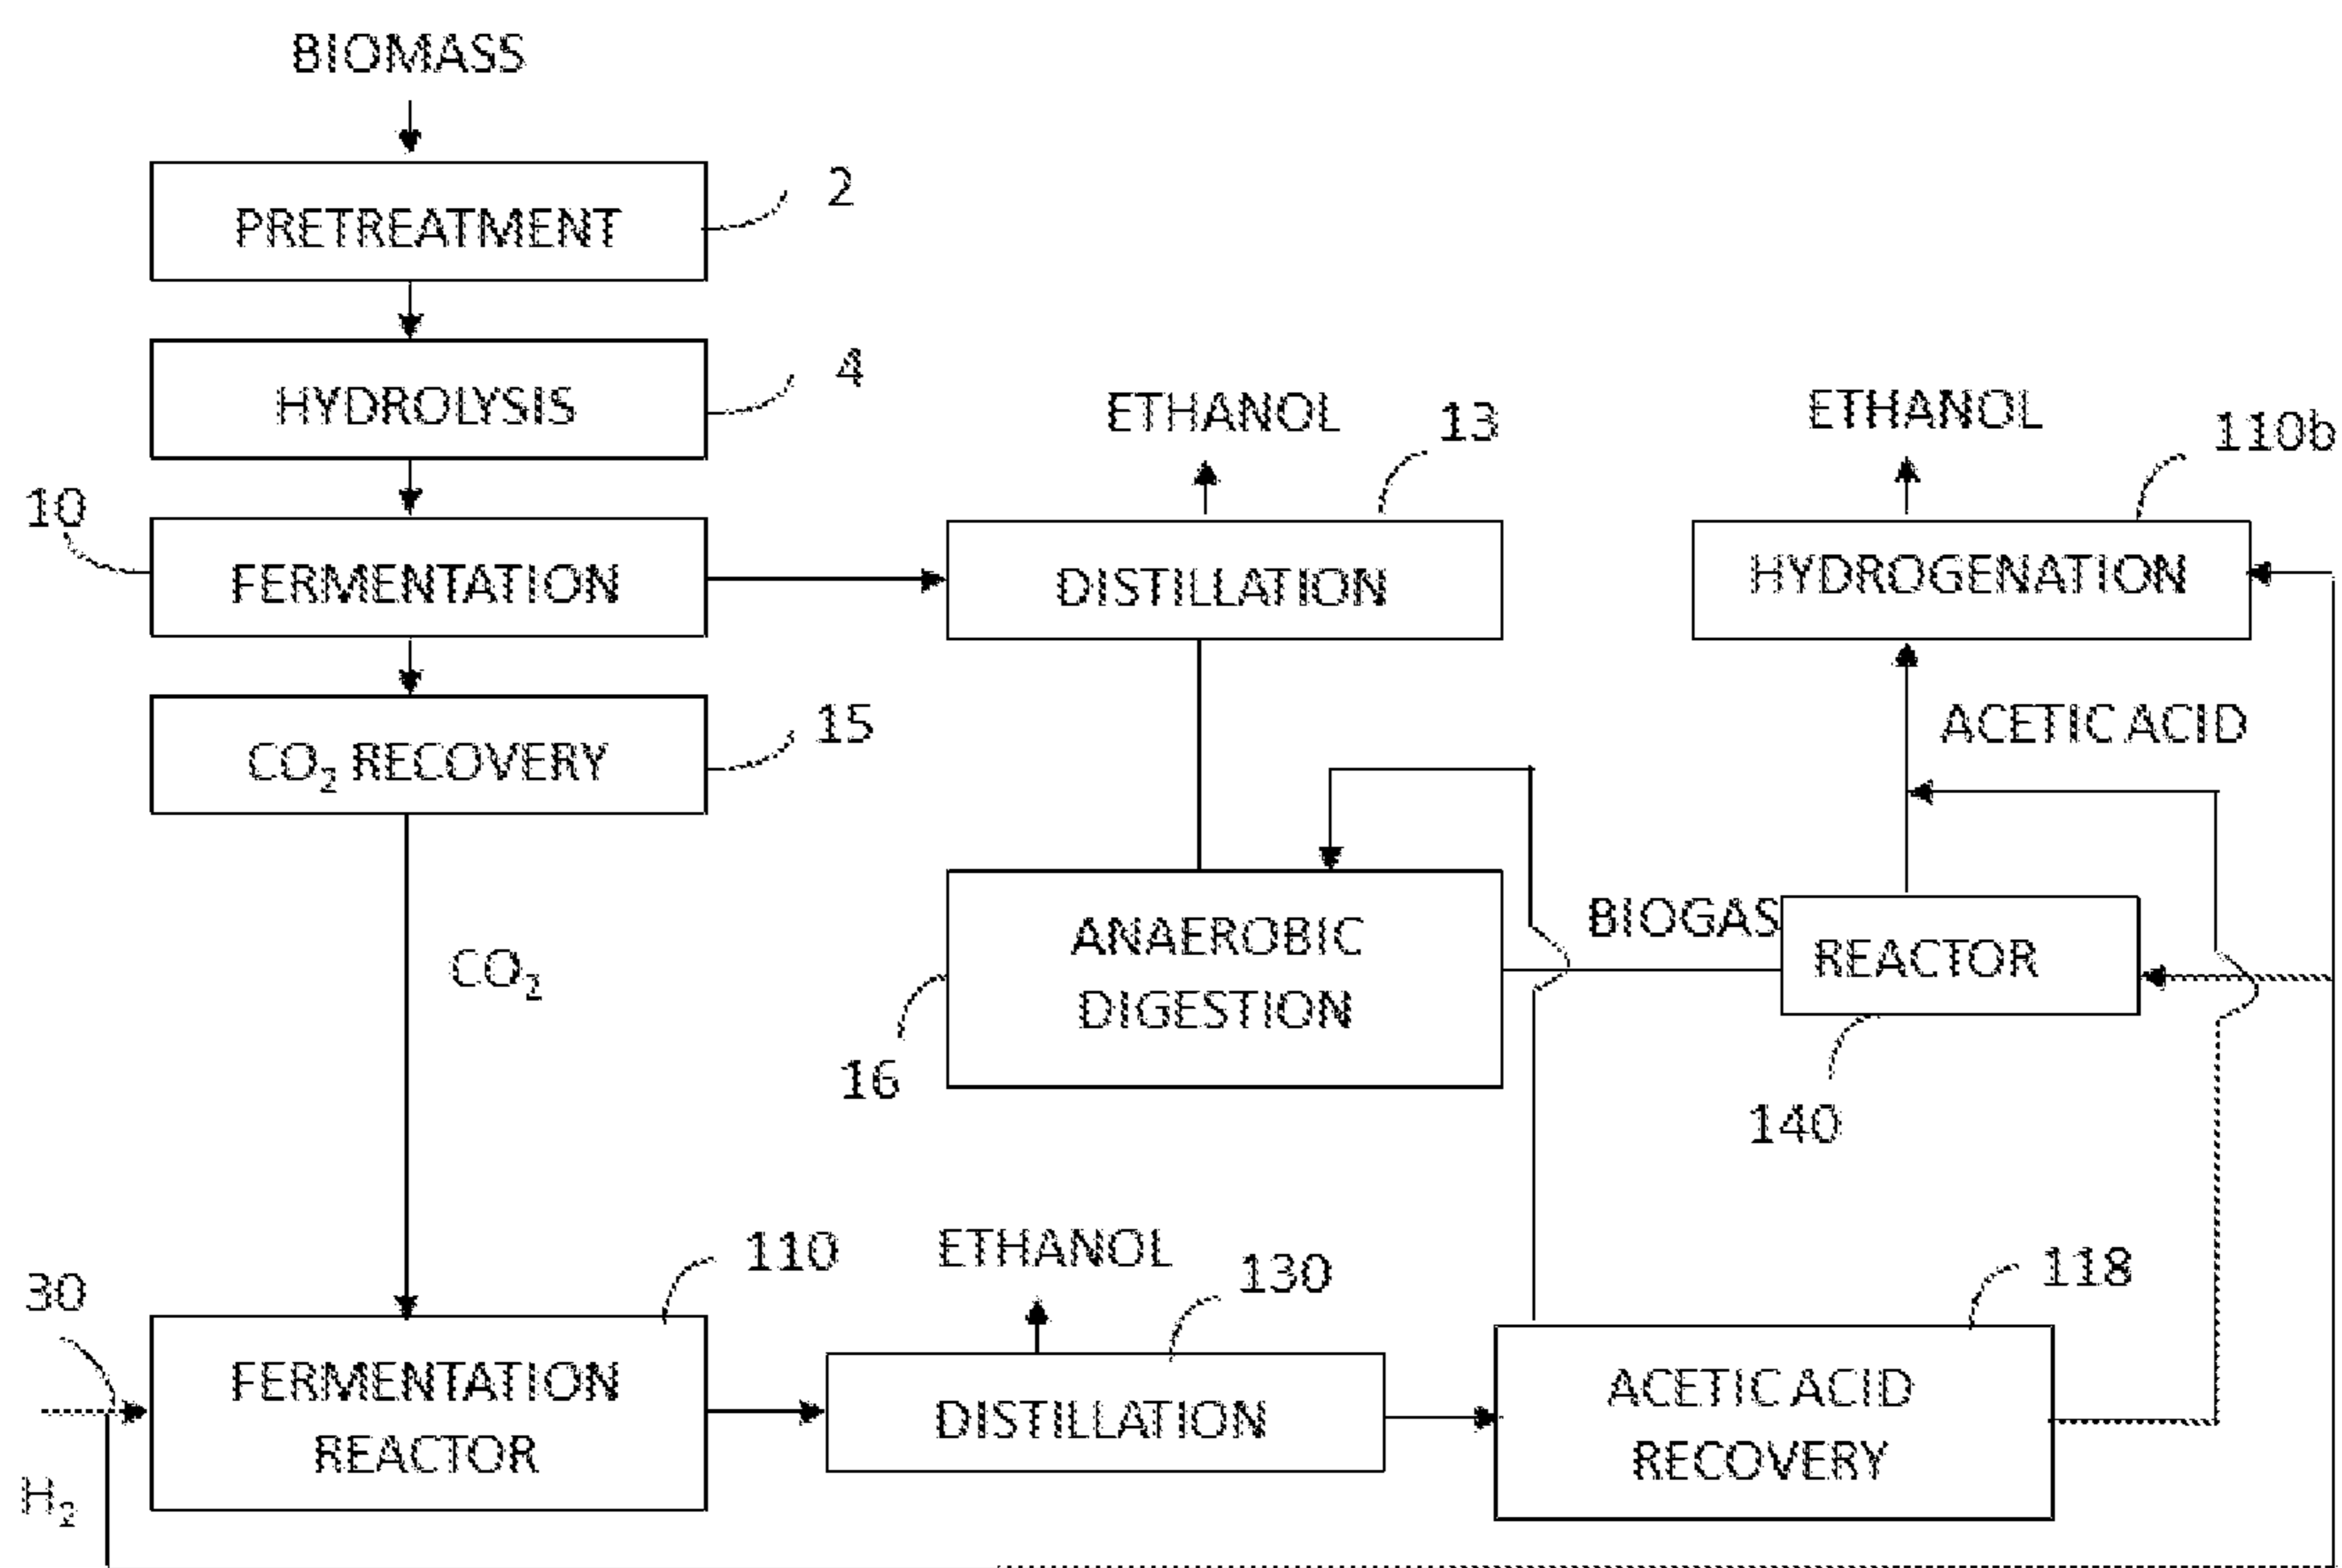 BIOMASS
PRETREATMENT
2
HYDROLYSIS
4
10
FERMENTATION
ETHANOL
13
DISTILLATION
ETHANOL
110b
HYDROGENATION
CO₂ RECOVERY
15
ACETIC ACID
CO₂
ANAEROBIC
DIGESTION
16
BIOGAS
REACTOR
140
30
H₂
110
FERMENTATION
REACTOR
ETHANOL
130
DISTILLATION
118
ACETIC ACID
RECOVERY